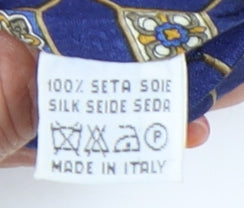 100% SETA SOIE
SILK SEIDE SEDA
P
MADE IN ITALY